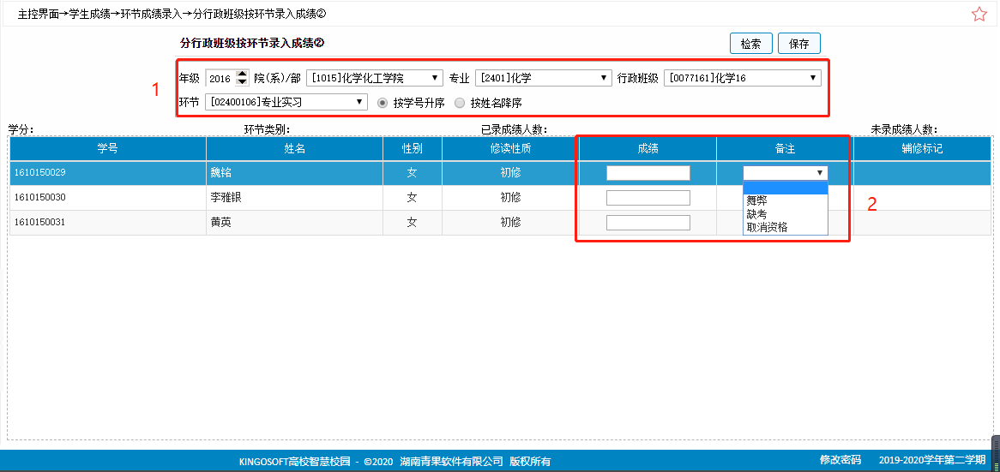 主控界面→学生成绩→环节成绩录入→分行政班级按环节录入成绩②
分行政班级按环节录入成绩② 检索 保存
1
年级 2016 院(系)/部 [1015]化学化工学院 专业 [2401]化学 行政班级 [0077161]化学16
环节 [02400106]专业实习 按学号升序 按姓名降序
学分： 环节类别： 已录成绩人数： 未录成绩人数：
学号 姓名 性别 修读性质 成绩 备注 辅修标记
1610150029 魏铭 女 初修
1610150030 李雅银 女 初修 舞弊
2
缺考
1610150031 黄英 女 初修 取消资格
KINGOSOFT高校智慧校园 - ©2020 湖南青果软件有限公司 版权所有 修改密码 2019-2020学年第二学期